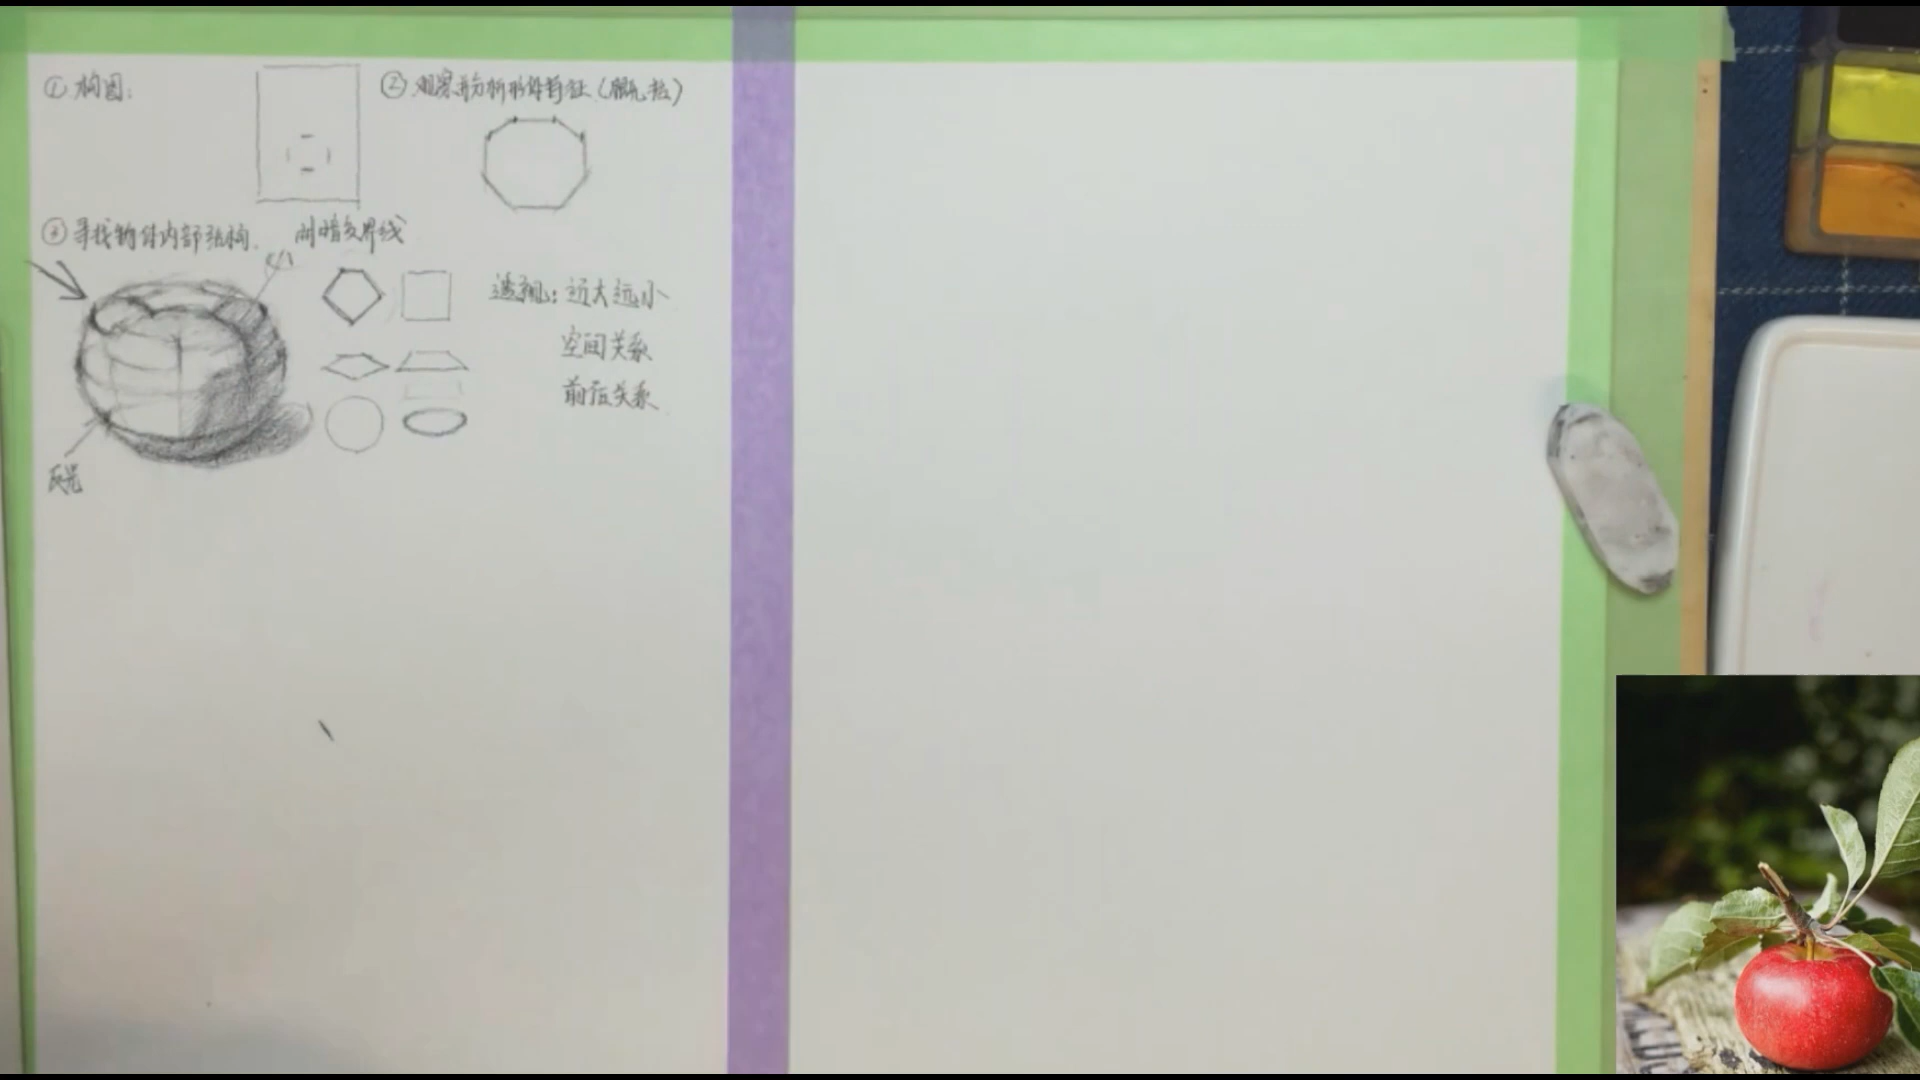 ①构图:
②观察并分析形体特征(概括)
③寻找物体内部结构.
明暗交界线
透视:近大远小
空间关系
前后关系
反光